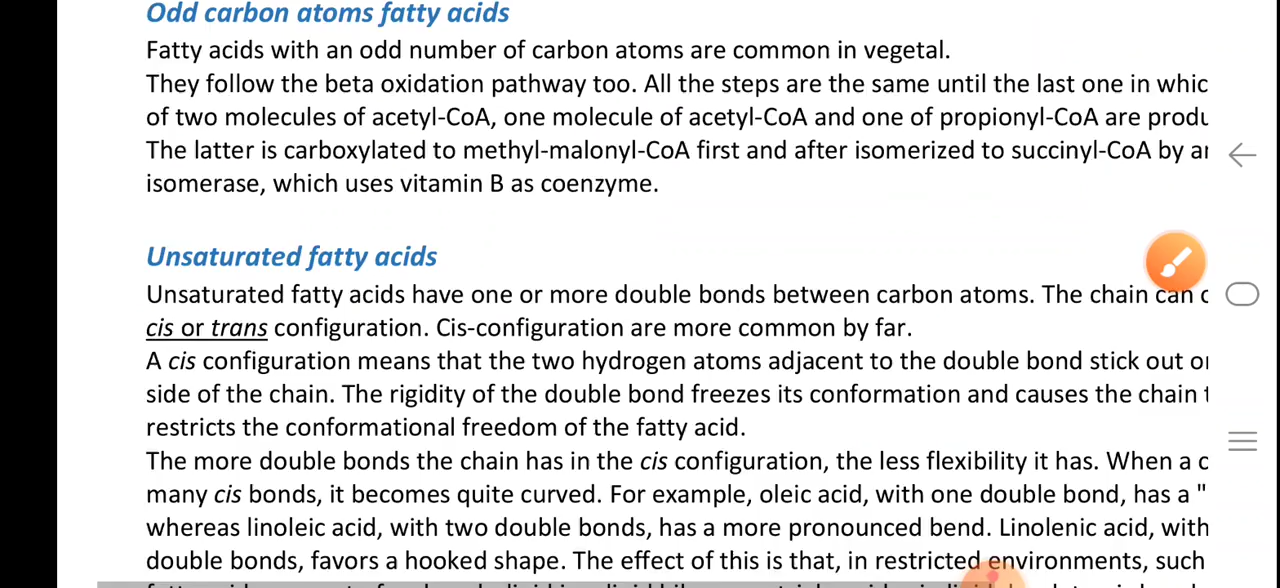 Odd carbon atoms fatty acids
Fatty acids with an odd number of carbon atoms are common in vegetal.
They follow the beta oxidation pathway too. All the steps are the same until the last one in whic
of two molecules of acetyl-CoA, one molecule of acetyl-CoA and one of propionyl-CoA are produ
The latter is carboxylated to methyl-malonyl-CoA first and after isomerized to succinyl-CoA by an
isomerase, which uses vitamin B as coenzyme.
Unsaturated fatty acids
Unsaturated fatty acids have one or more double bonds between carbon atoms. The chain can
cis or trans configuration. Cis-configuration are more common by far.
A cis configuration means that the two hydrogen atoms adjacent to the double bond stick out
side of the chain. The rigidity of the double bond freezes its conformation and causes the chain
restricts the conformational freedom of the fatty acid.
The more double bonds the chain has in the cis configuration, the less flexibility it has. When a c
many cis bonds, it becomes quite curved. For example, oleic acid, with one double bond, has a "
whereas linoleic acid, with two double bonds, has a more pronounced bend. Linolenic acid, with
double bonds, favors a hooked shape. The effect of this is that, in restricted environments, such